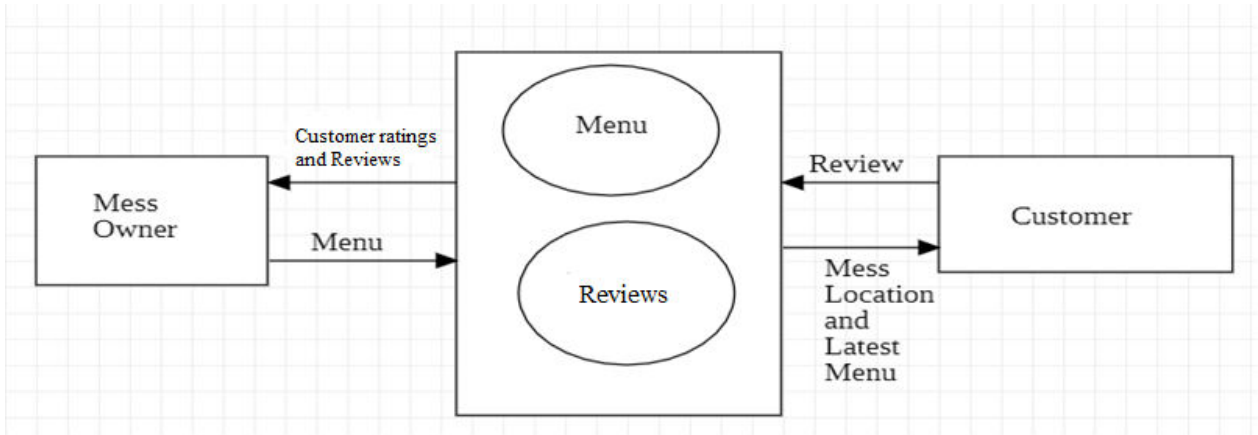 Mess
Owner
Customer ratings
and Reviews
Menu
Menu
Reviews
Review
Mess
Location
and
Latest
Menu
Customer